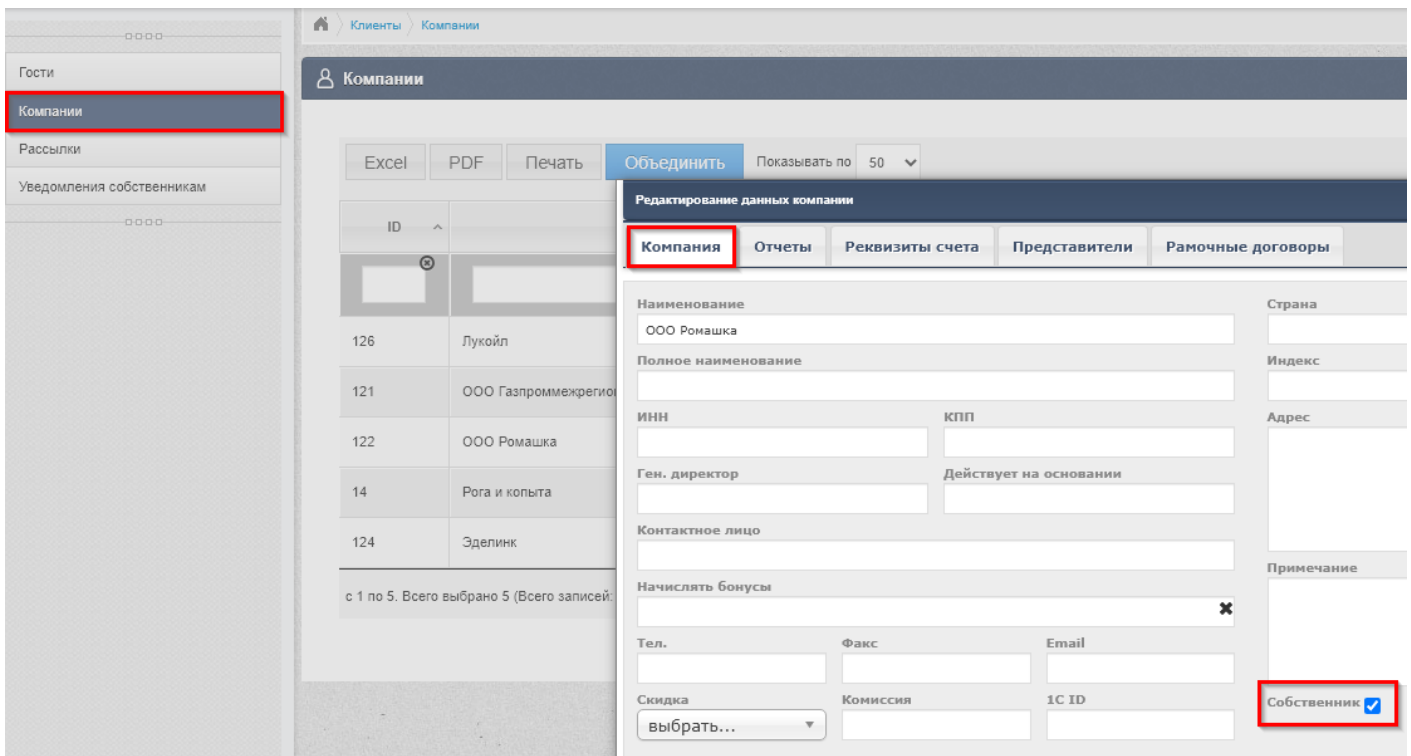 Клиенты Компании
Гости
Компании
Рассылки
Уведомления собственникам
Компании
Excel PDF Печать Объединить Показывать по 50
ID
126 Лукойл
121 ООО Газпроммежрегио
122 ООО Ромашка
14 Рога и копыта
124 Эделинк
с 1 по 5. Всего выбрано 5 (Всего записей:
Редактирование данных компании
Компания Отчеты Реквизиты счета Представители Рамочные договоры
Наименование Страна
ООО Ромашка
Полное наименование Индекс
ИНН КПП Адрес
Ген. директор Действует на основании
Контактное лицо
Примечание
Начислять бонусы
Тел. Факс Email
Скидка Комиссия 1С ID Собственник
выбрать...